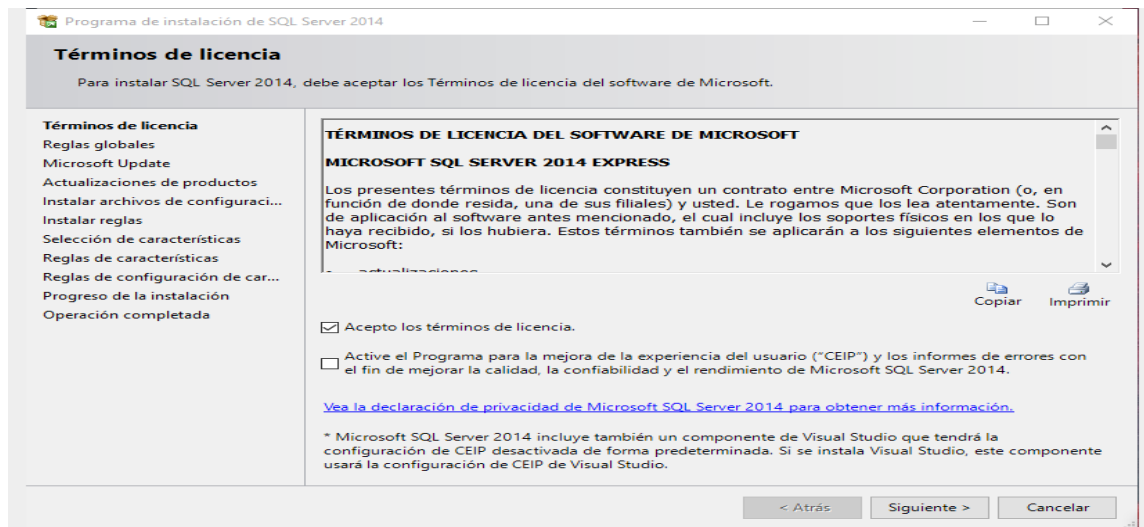 Programa de instalación de SQL Server 2014
Términos de licencia
Para instalar SQL Server 2014, debe aceptar los Términos de licencia del software de Microsoft.
Términos de licencia
Reglas globales
Microsoft Update
Actualizaciones de productos
Instalar archivos de configuraci...
Instalar reglas
Selección de características
Reglas de características
Reglas de configuración de car...
Progreso de la instalación
Operación completada
TÉRMINOS DE LICENCIA DEL SOFTWARE DE MICROSOFT
MICROSOFT SQL SERVER 2014 EXPRESS
Los presentes términos de licencia constituyen un contrato entre Microsoft Corporation (o, en
función de donde resida, una de sus filiales) y usted. Le rogamos que los lea atentamente. Son
de aplicación al software antes mencionado, el cual incluye los soportes físicos en los que lo
haya recibido, si los hubiera. Estos términos también se aplicarán a los siguientes elementos de
Microsoft:
• actualizaciones
Copiar Imprimir
Acepto los términos de licencia.
Active el Programa para la mejora de la experiencia del usuario ("CEIP") y los informes de errores con
el fin de mejorar la calidad, la confiabilidad y el rendimiento de Microsoft SQL Server 2014.
Vea la declaración de privacidad de Microsoft SQL Server 2014 para obtener más información.
* Microsoft SQL Server 2014 incluye también un componente de Visual Studio que tendrá la
configuración de CEIP desactivada de forma predeterminada. Si se instala Visual Studio, este componente
usará la configuración de CEIP de Visual Studio.
< Atrás Siguiente > Cancelar